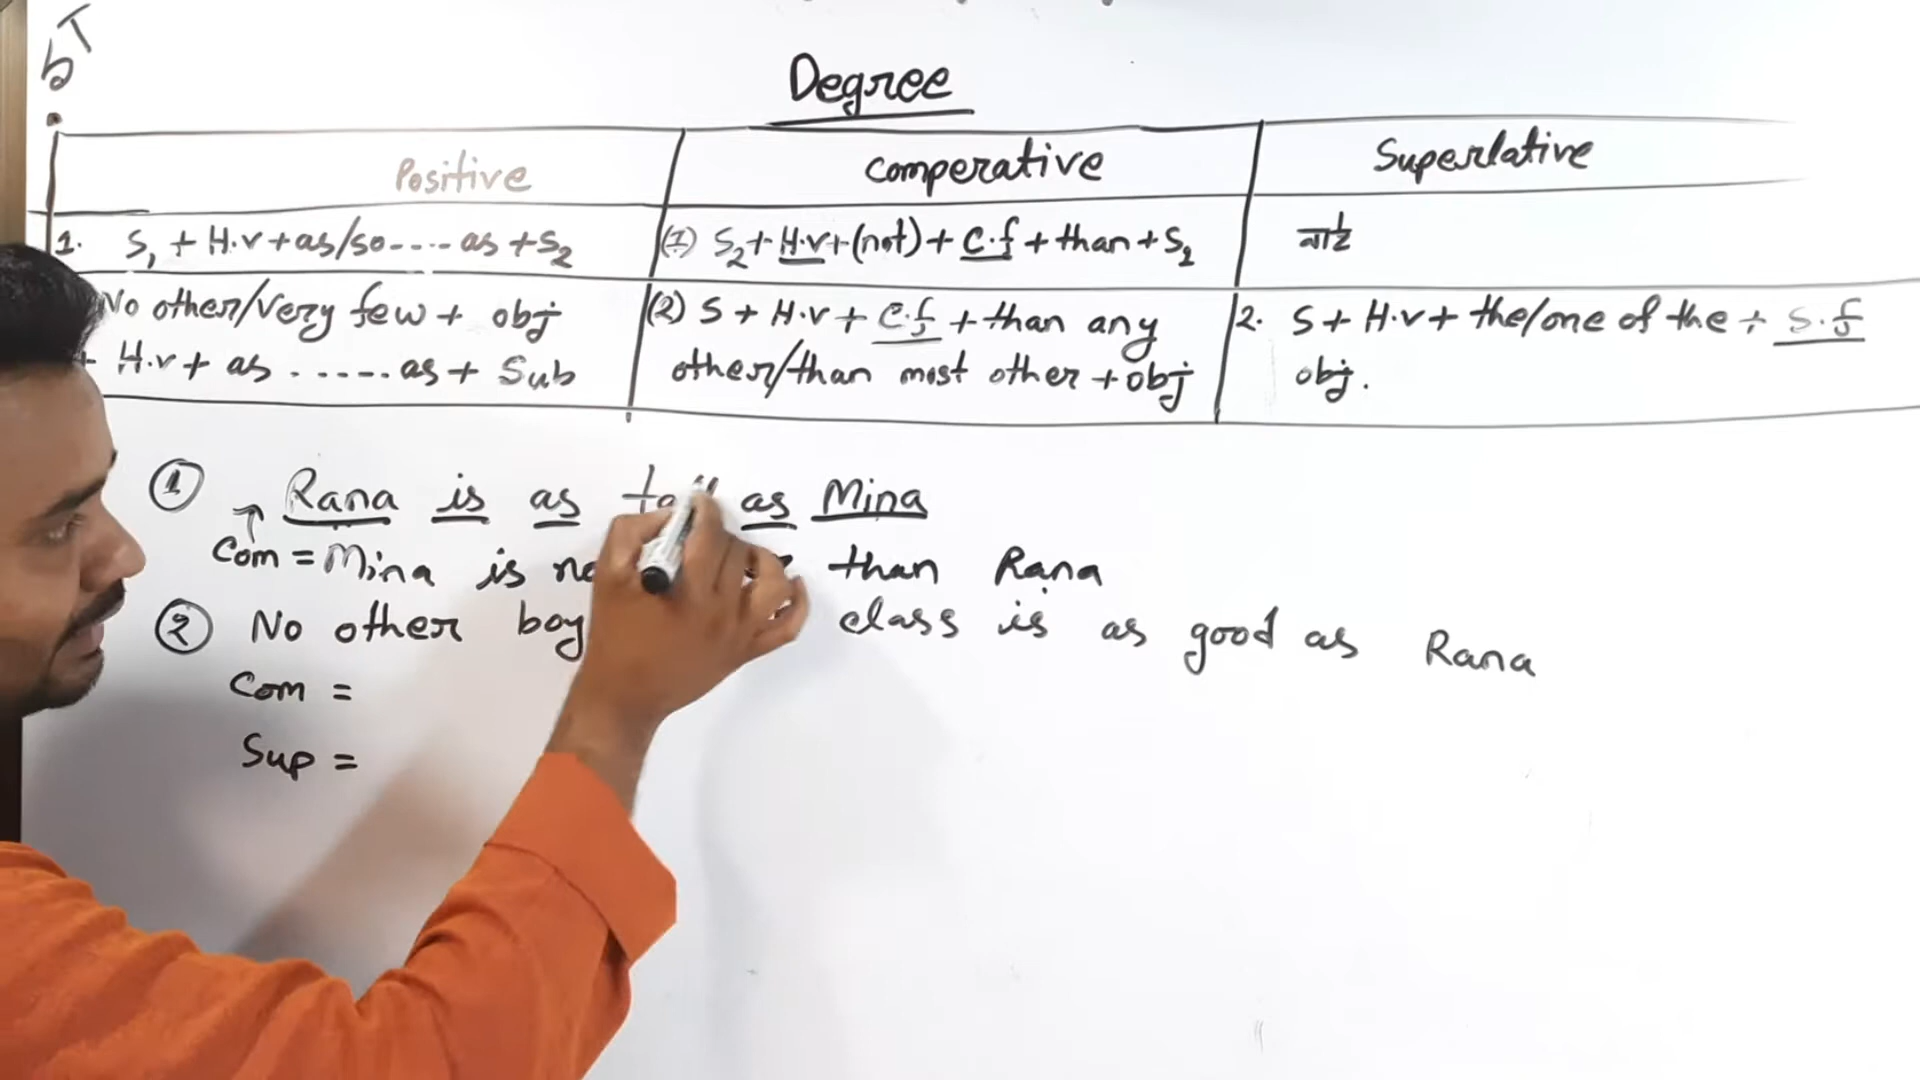 Degree
Positive
comperative
Superlative
1. S1 + H.v+as/so---- as +S2
(1) S2+ H.v+(not)+ C.f +than+S1
নাই
No other/very few+ obj
+ H.v+ as ...... as+ Sub
(2) S + H.v + C.f +than any
other/than most other +obj
2. S+ H.v+ the/one of the + S.f
obj.
① Rana is as tall as Mina
Com = Mina is than Rana
② No other boy class is as good as Rana
Com =
Sup =